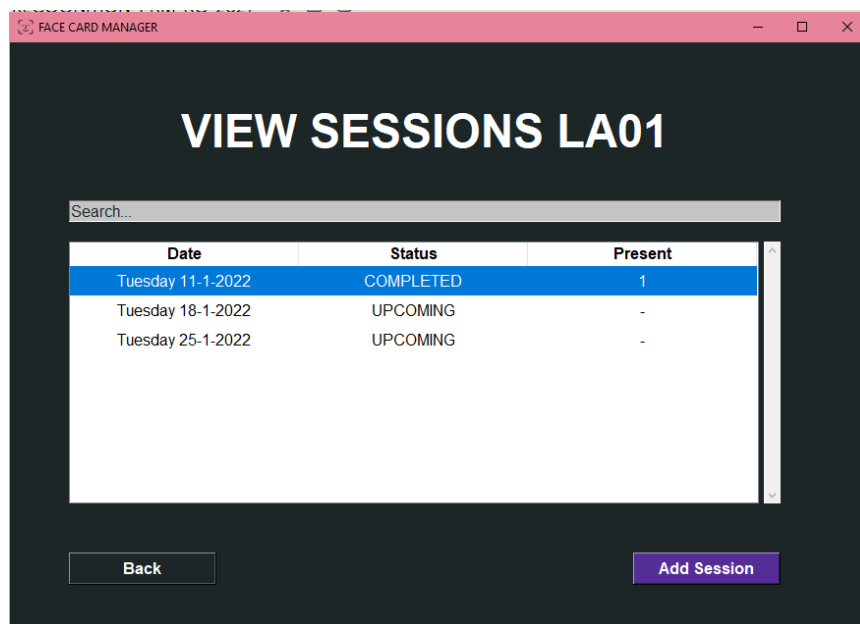 FACE CARD MANAGER
VIEW SESSIONS LA01
Search...
Date Status Present
Tuesday 11-1-2022 COMPLETED 1
Tuesday 18-1-2022 UPCOMING -
Tuesday 25-1-2022 UPCOMING -
Back Add Session